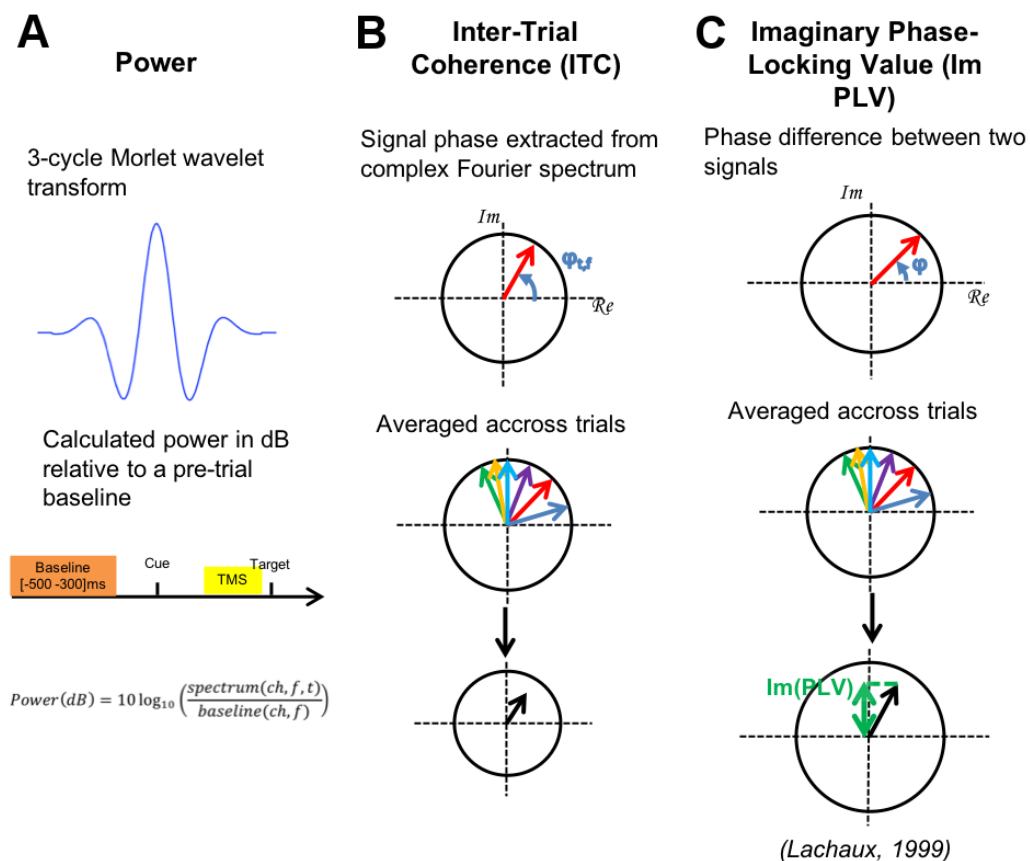 A
Power
3-cycle Morlet wavelet
transform
Calculated power in dB
relative to a pre-trial
baseline
Baseline
[-500 -300]ms
Cue
TMS
Target
Power(dB) = 10 log₁₀ (spectrum(ch, f, t) / baseline(ch, f))
B
Inter-Trial
Coherence (ITC)
Signal phase extracted from
complex Fourier spectrum
Im
φt,f
Re
Averaged accross trials
C
Imaginary Phase-
Locking Value (Im
PLV)
Phase difference between two
signals
Im
φ
Re
Averaged accross trials
Im(PLV)
(Lachaux, 1999)